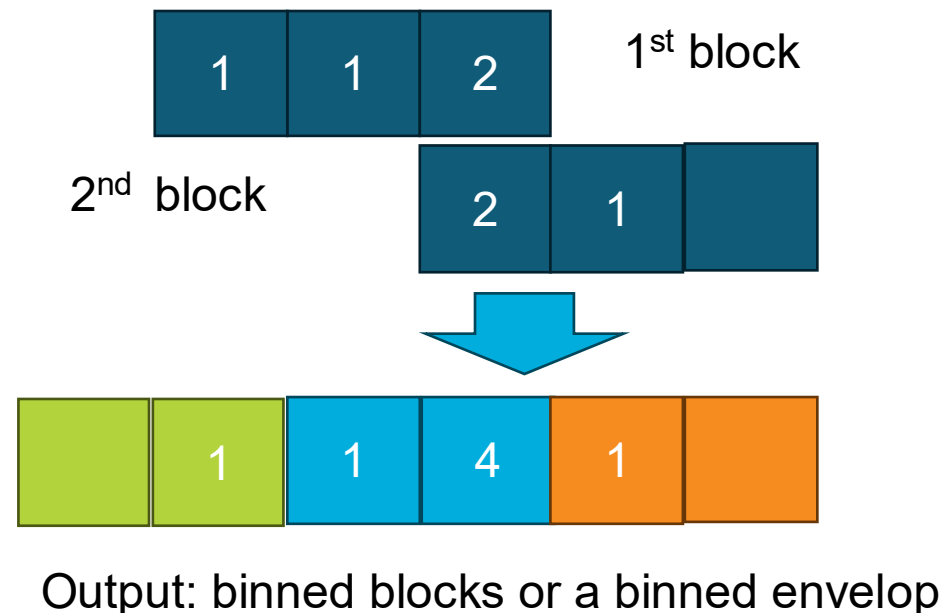 1 1 2
1st block
2nd block
2 1
1 1 4 1
Output: binned blocks or a binned envelop